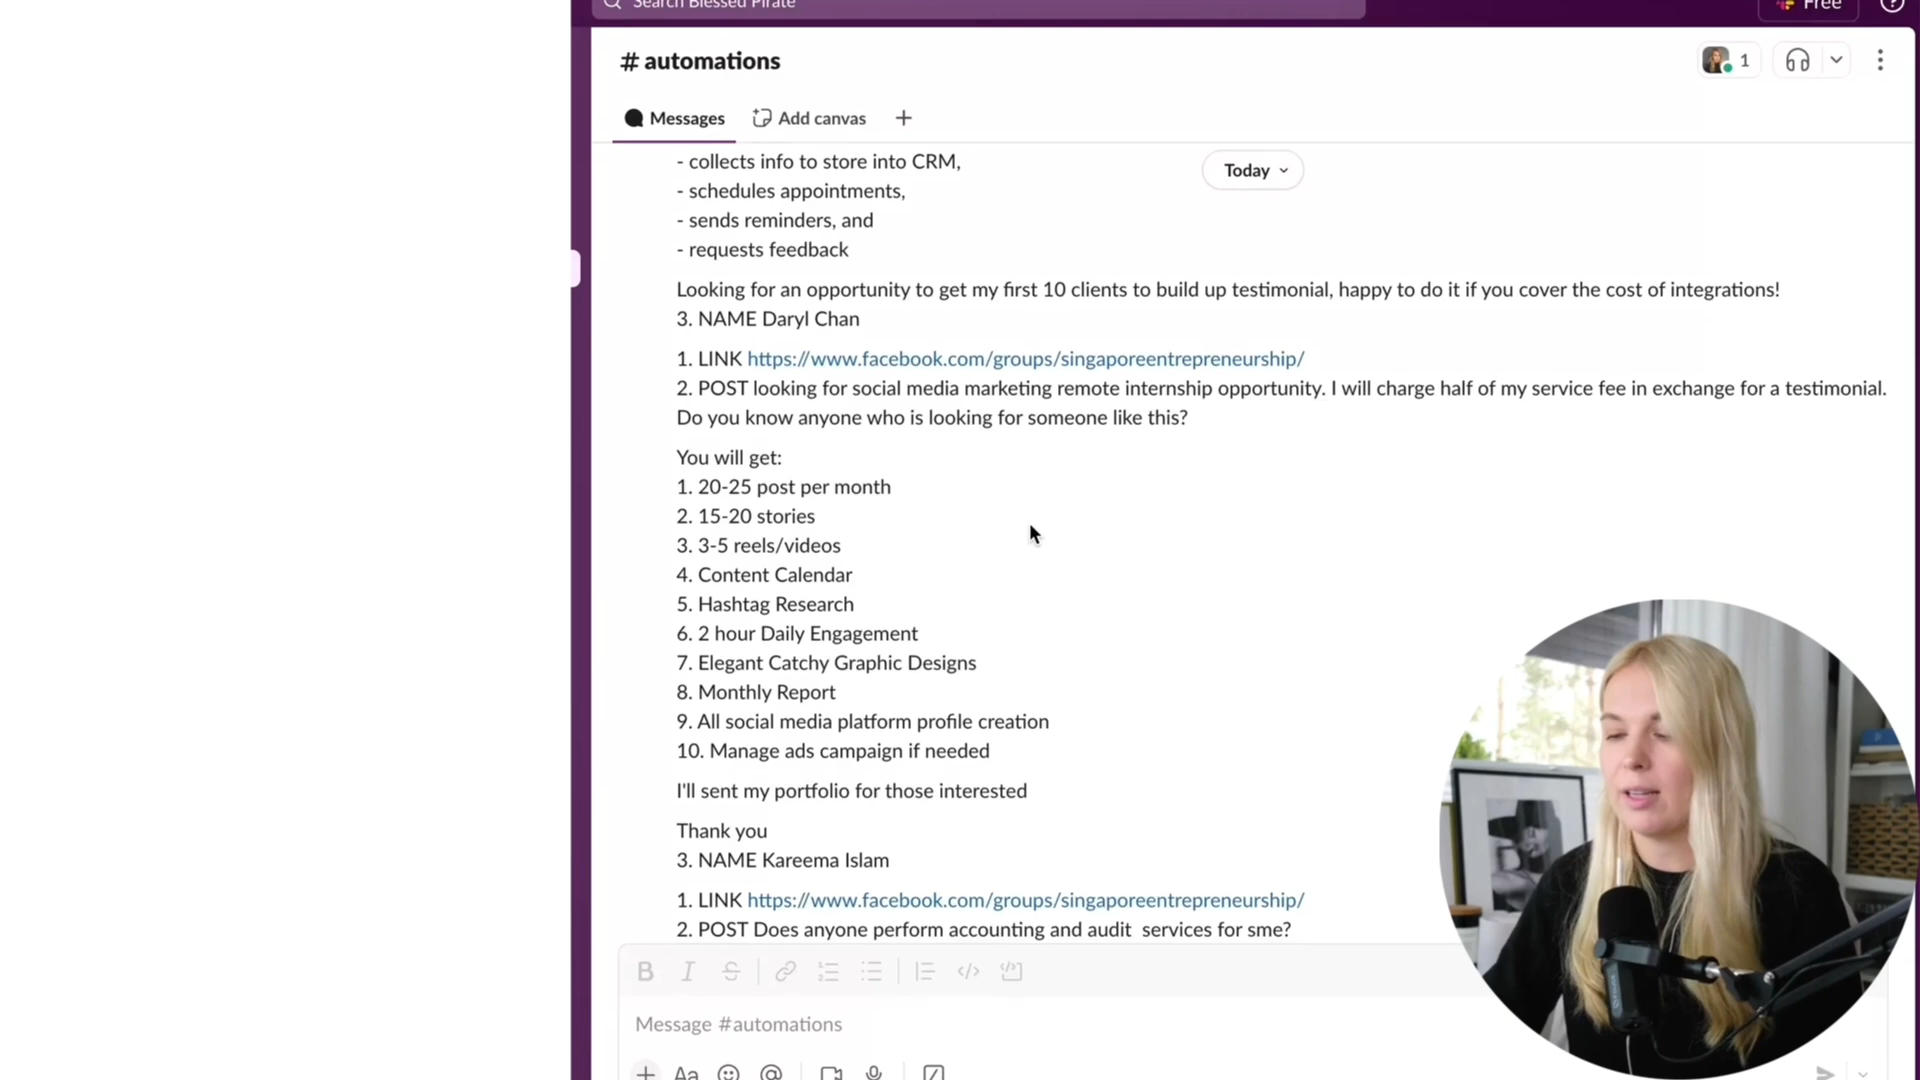 Search Blessed Pirate
Free
# automations
1
Messages
Add canvas
- collects info to store into CRM,
Today
- schedules appointments,
- sends reminders, and
- requests feedback
Looking for an opportunity to get my first 10 clients to build up testimonial, happy to do it if you cover the cost of integrations!
3. NAME Daryl Chan
1. LINK https://www.facebook.com/groups/singaporeentrepreneurship/
2. POST looking for social media marketing remote internship opportunity. I will charge half of my service fee in exchange for a testimonial.
Do you know anyone who is looking for someone like this?
You will get:
1. 20-25 post per month
2. 15-20 stories
3. 3-5 reels/videos
4. Content Calendar
5. Hashtag Research
6. 2 hour Daily Engagement
7. Elegant Catchy Graphic Designs
8. Monthly Report
9. All social media platform profile creation
10. Manage ads campaign if needed
I'll sent my portfolio for those interested
Thank you
3. NAME Kareema Islam
1. LINK https://www.facebook.com/groups/singaporeentrepreneurship/
2. POST Does anyone perform accounting and audit  services for sme?
Message #automations
Aa